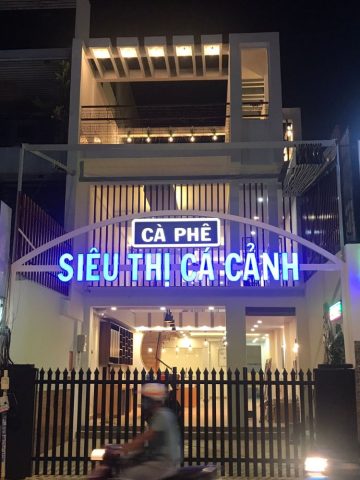 CÀ PHÊ
SIÊU THỊ CÁ CẢNH